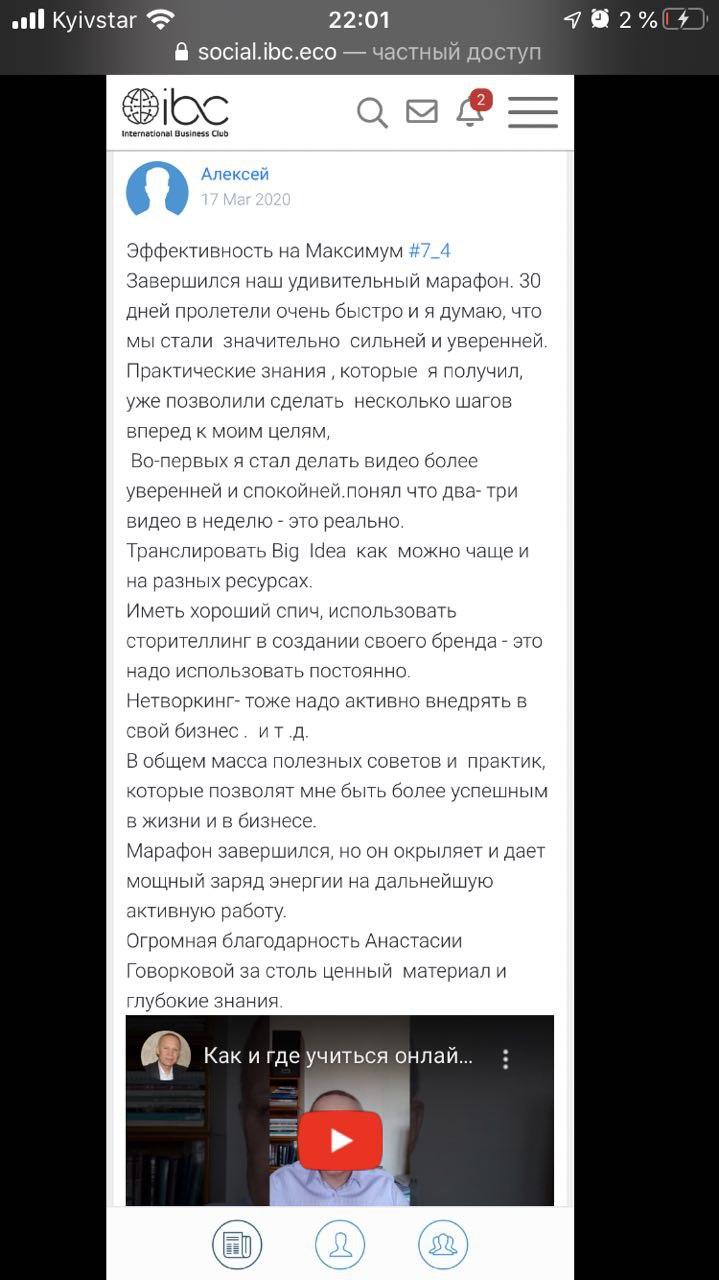 Kyivstar 22:01 2 %
social.ibc.eco — частный доступ
ibc 2
International Business Club
Алексей
17 Mar 2020
Эффективность на Максимум #7_4
Завершился наш удивительный марафон. 30
дней пролетели очень быстро и я думаю, что
мы стали значительно сильней и уверенней.
Практические знания , которые я получил,
уже позволили сделать несколько шагов
вперед к моим целям,
Во-первых я стал делать видео более
уверенней и спокойней.понял что два- три
видео в неделю - это реально.
Транслировать Big Idea как можно чаще и
на разных ресурсах.
Иметь хороший спич, использовать
сторителлинг в создании своего бренда - это
надо использовать постоянно.
Нетворкинг- тоже надо активно внедрять в
свой бизнес . и т .д.
В общем масса полезных советов и практик,
которые позволят мне быть более успешным
в жизни и в бизнесе.
Марафон завершился, но он окрыляет и дает
мощный заряд энергии на дальнейшую
активную работу.
Огромная благодарность Анастасии
Говорковой за столь ценный материал и
глубокие знания.
Как и где учиться онлай...